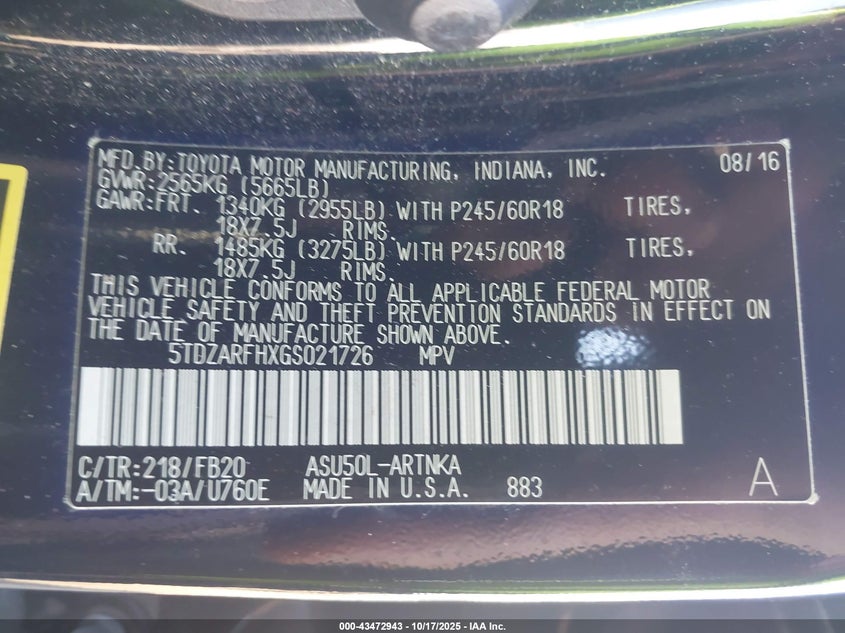 MFD.BY:TOYOTA MOTOR MANUFACTURING, INDIANA, INC. 08/16
GVWR:2565KG (5665LB)
GAWR:FRT. 1340KG (2955LB) WITH P245/60R18 TIRES,
18X7.5J RIMS.
RR. 1485KG (3275LB) WITH P245/60R18 TIRES,
18X7.5J RIMS.
THIS VEHICLE CONFORMS TO ALL APPLICABLE FEDERAL MOTOR
VEHICLE SAFETY AND THEFT PREVENTION STANDARDS IN EFFECT ON
THE DATE OF MANUFACTURE SHOWN ABOVE.
5TDZARFHXGS021726 MPV
C/TR:218/FB20 ASU50L-ARTNKA
A/TM:-03A/U760E MADE IN U.S.A. 883 A
000-43472943 | 10/17/2025 | IAA Inc.